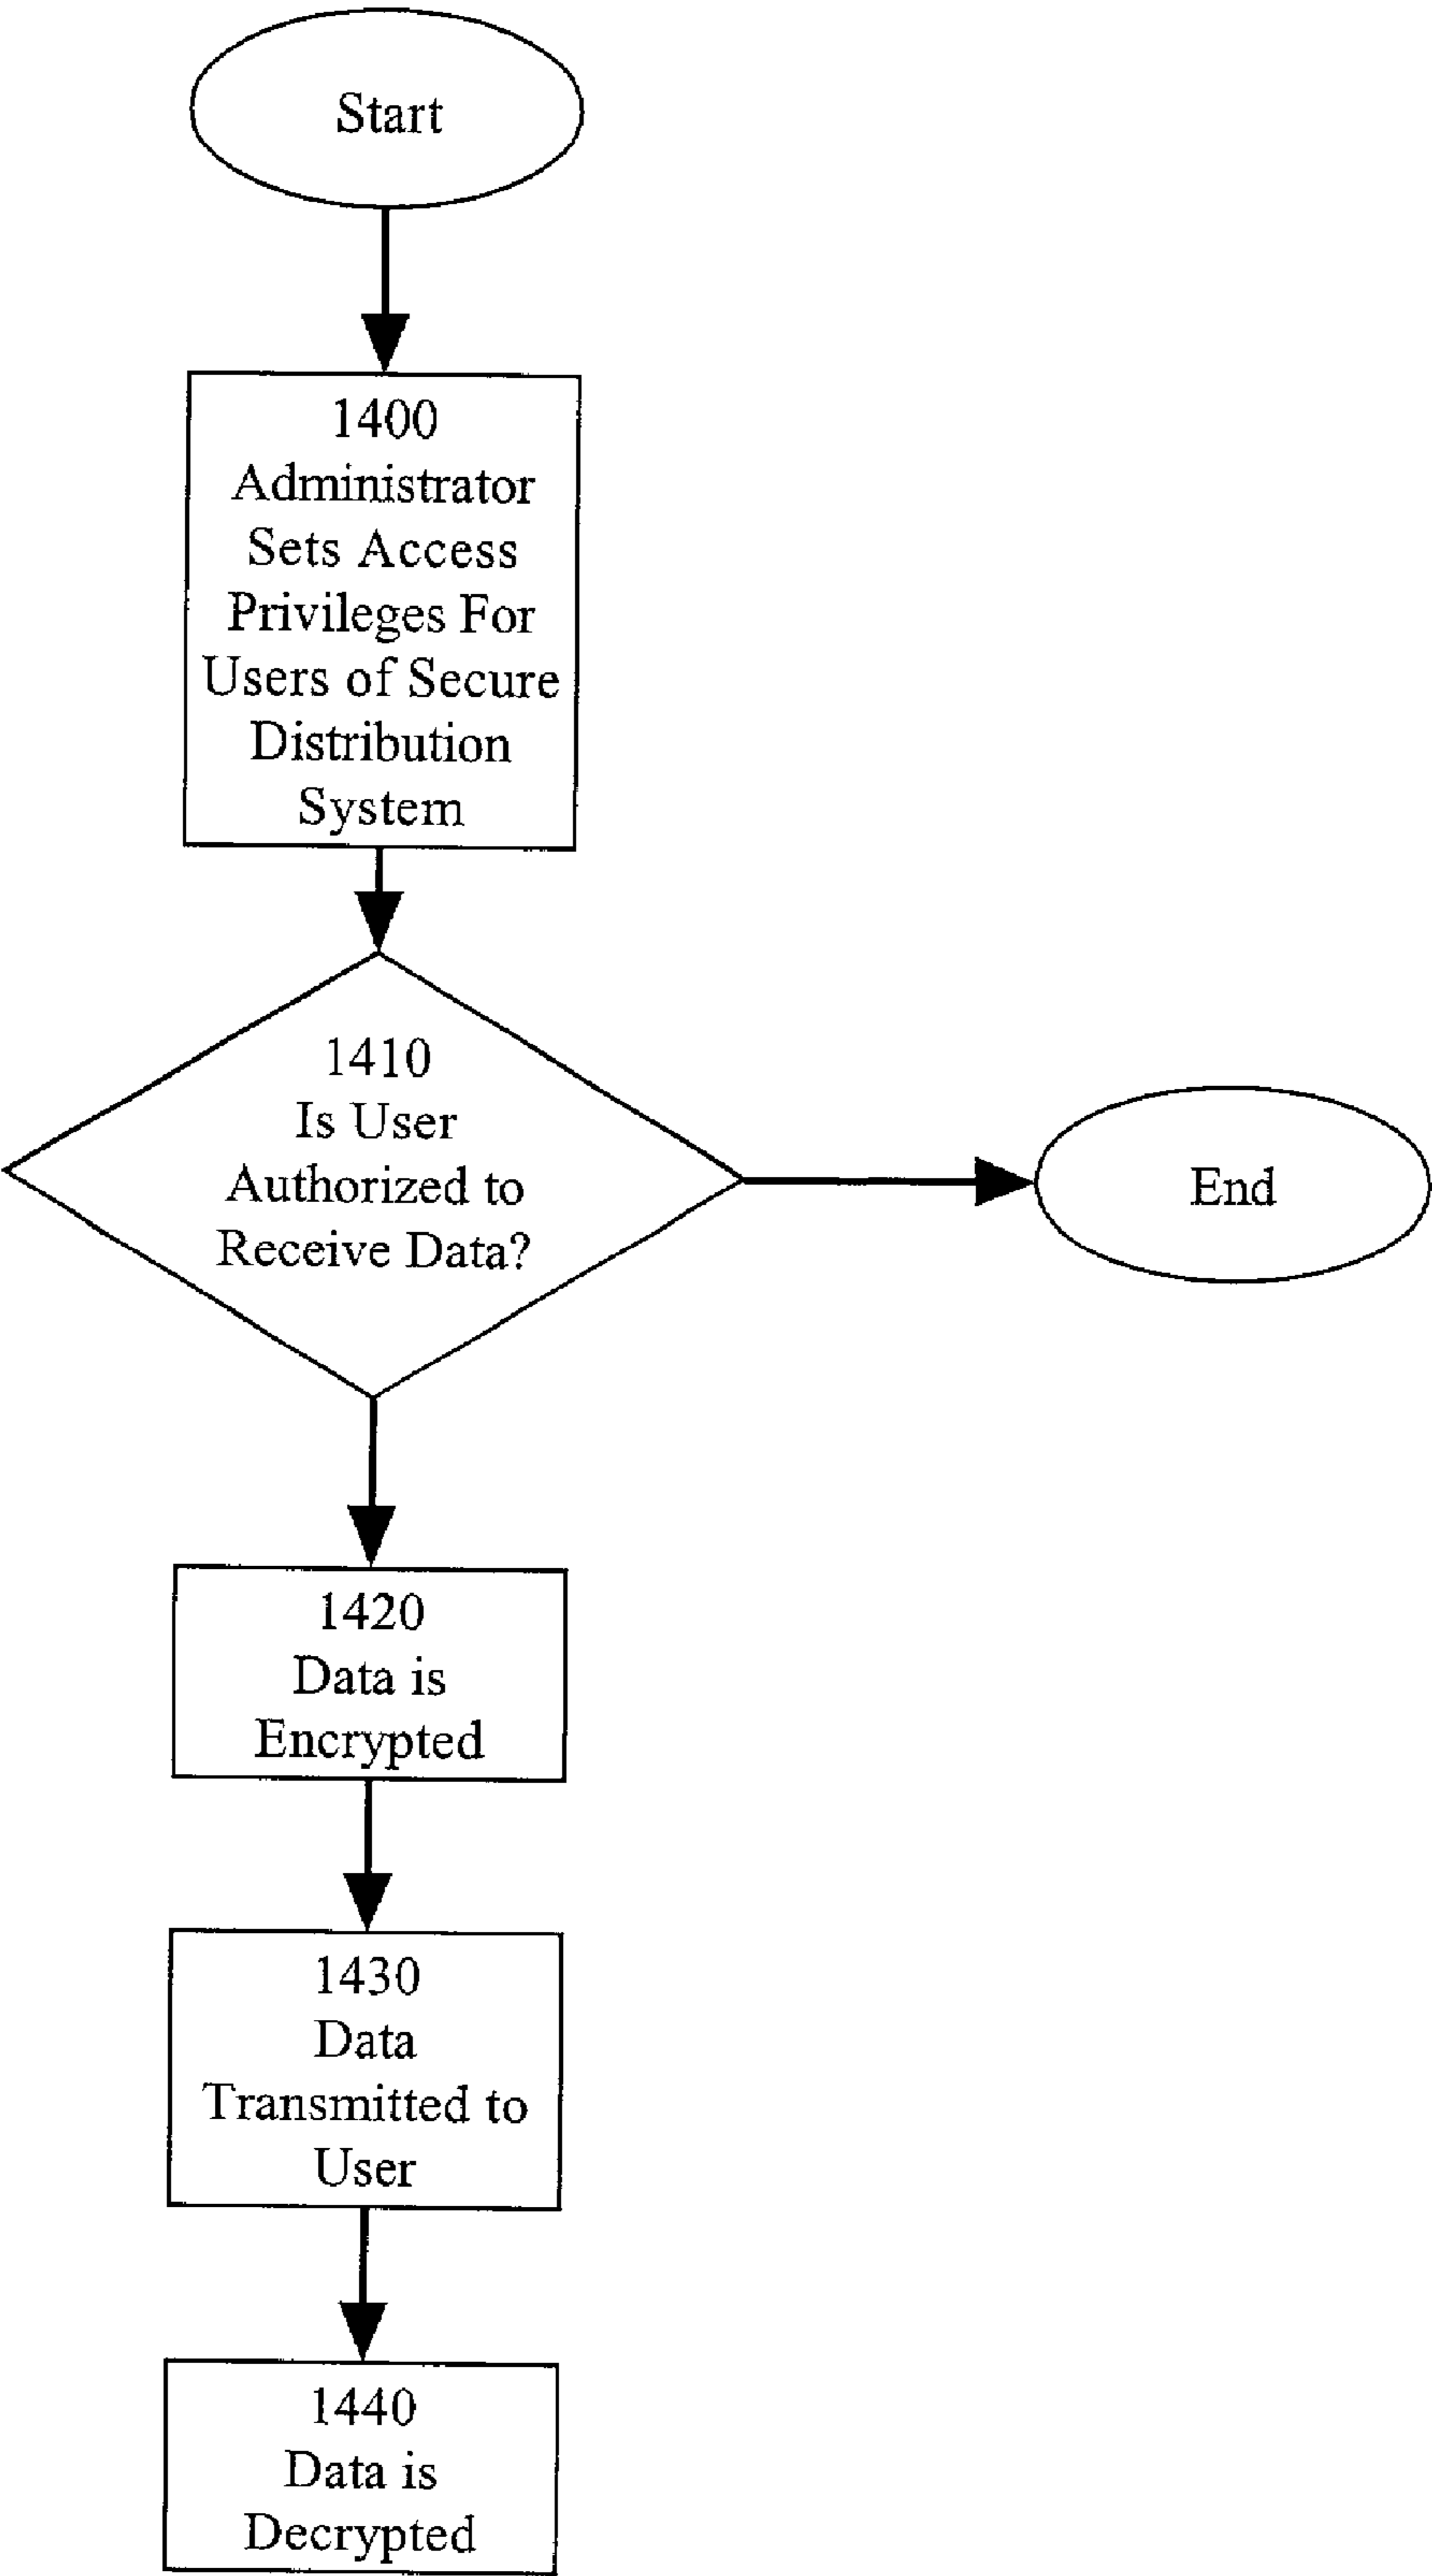 Start
1400
Administrator
Sets Access
Privileges For
Users of Secure
Distribution
System
1410
Is User
Authorized to
Receive Data?
End
1420
Data is
Encrypted
1430
Data
Transmitted to
User
1440
Data is
Decrypted